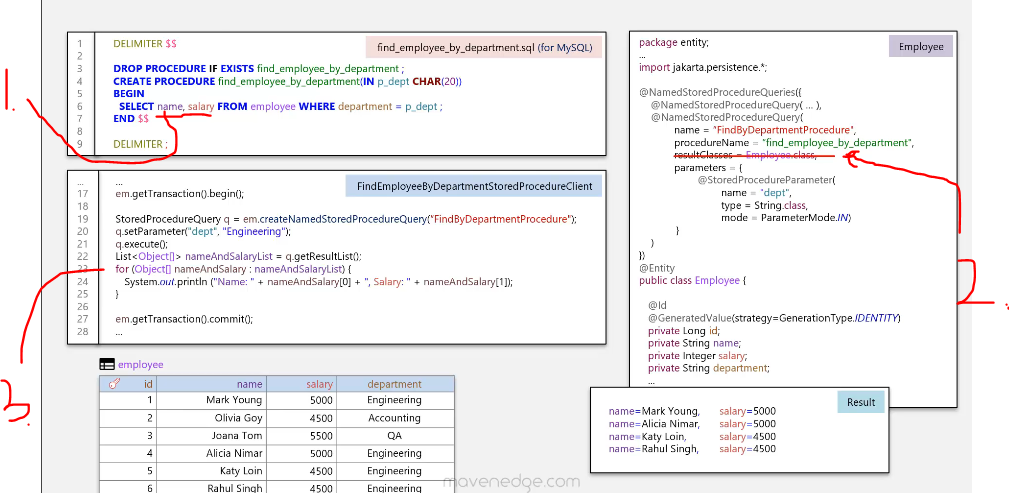 find_employee_by_department.sql (for MySQL)
1 DELIMITER $$
2
3 DROP PROCEDURE IF EXISTS find_employee_by_department ;
4 CREATE PROCEDURE find_employee_by_department(IN p_dept CHAR(20))
5 BEGIN
6 SELECT name, salary FROM employee WHERE department = p_dept ;
7 END $$
8
9 DELIMITER ;
1.
FindEmployeeByDepartmentStoredProcedureClient
... ...
17 em.getTransaction().begin();
18
19 StoredProcedureQuery q = em.createNamedStoredProcedureQuery("FindByDepartmentProcedure");
20 q.setParameter("dept", "Engineering");
21 q.execute();
22 List<Object[]> nameAndSalaryList = q.getResultList();
23 for (Object[] nameAndSalary : nameAndSalaryList) {
24 System.out.println ("Name: " + nameAndSalary[0] + ", Salary: " + nameAndSalary[1]);
25 }
26
27 em.getTransaction().commit();
28 ...
3.
employee
id name salary department
1 Mark Young 5000 Engineering
2 Olivia Goy 4500 Accounting
3 Joana Tom 5500 QA
4 Alicia Nimar 5000 Engineering
5 Katy Loin 4500 Engineering
6 Rahul Singh 4500 Engineering
Employee
package entity;
...
import jakarta.persistence.*;
@NamedStoredProcedureQueries({
@NamedStoredProcedureQuery( ... ),
@NamedStoredProcedureQuery(
name = "FindByDepartmentProcedure",
procedureName = "find_employee_by_department",
resultClasses = Employee.class,
parameters = {
@StoredProcedureParameter(
name = "dept",
type = String.class,
mode = ParameterMode.IN)
}
)
})
@Entity
public class Employee {
@Id
@GeneratedValue(strategy=GenerationType.IDENTITY)
private Long id;
private String name;
private Integer salary;
private String department;
...
2.
Result
name=Mark Young, salary=5000
name=Alicia Nimar, salary=5000
name=Katy Loin, salary=4500
name=Rahul Singh, salary=4500
mavenedge.com